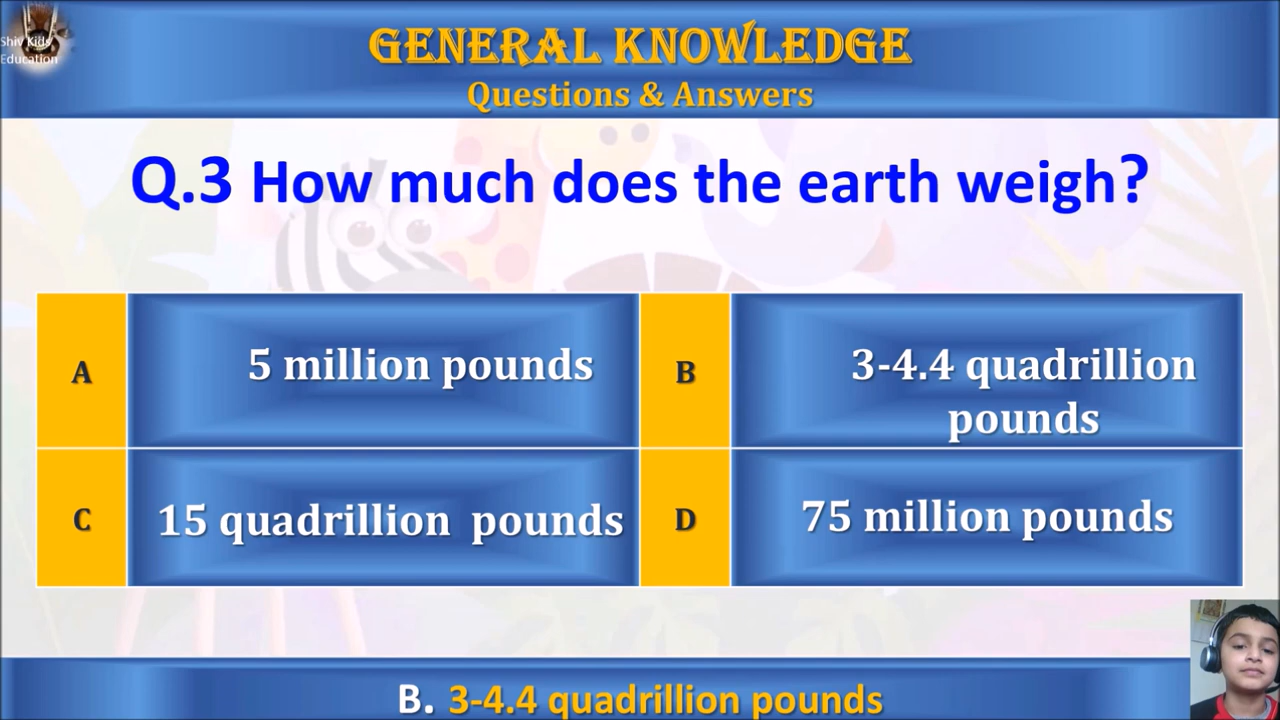 Shiv Kids
Education
GENERAL KNOWLEDGE
Questions & Answers
Q.3 How much does the earth weigh?
A
5 million pounds
B
3-4.4 quadrillion
pounds
C
15 quadrillion pounds
D
75 million pounds
B. 3-4.4 quadrillion pounds